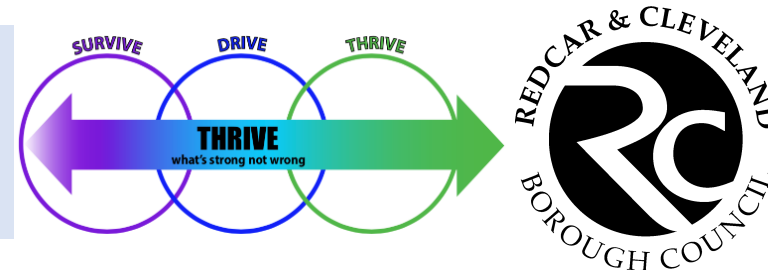 SURVIVE
DRIVE
THRIVE
THRIVE
what's strong not wrong
REDCAR & CLEVELAND
RC
BOROUGH COUNCIL